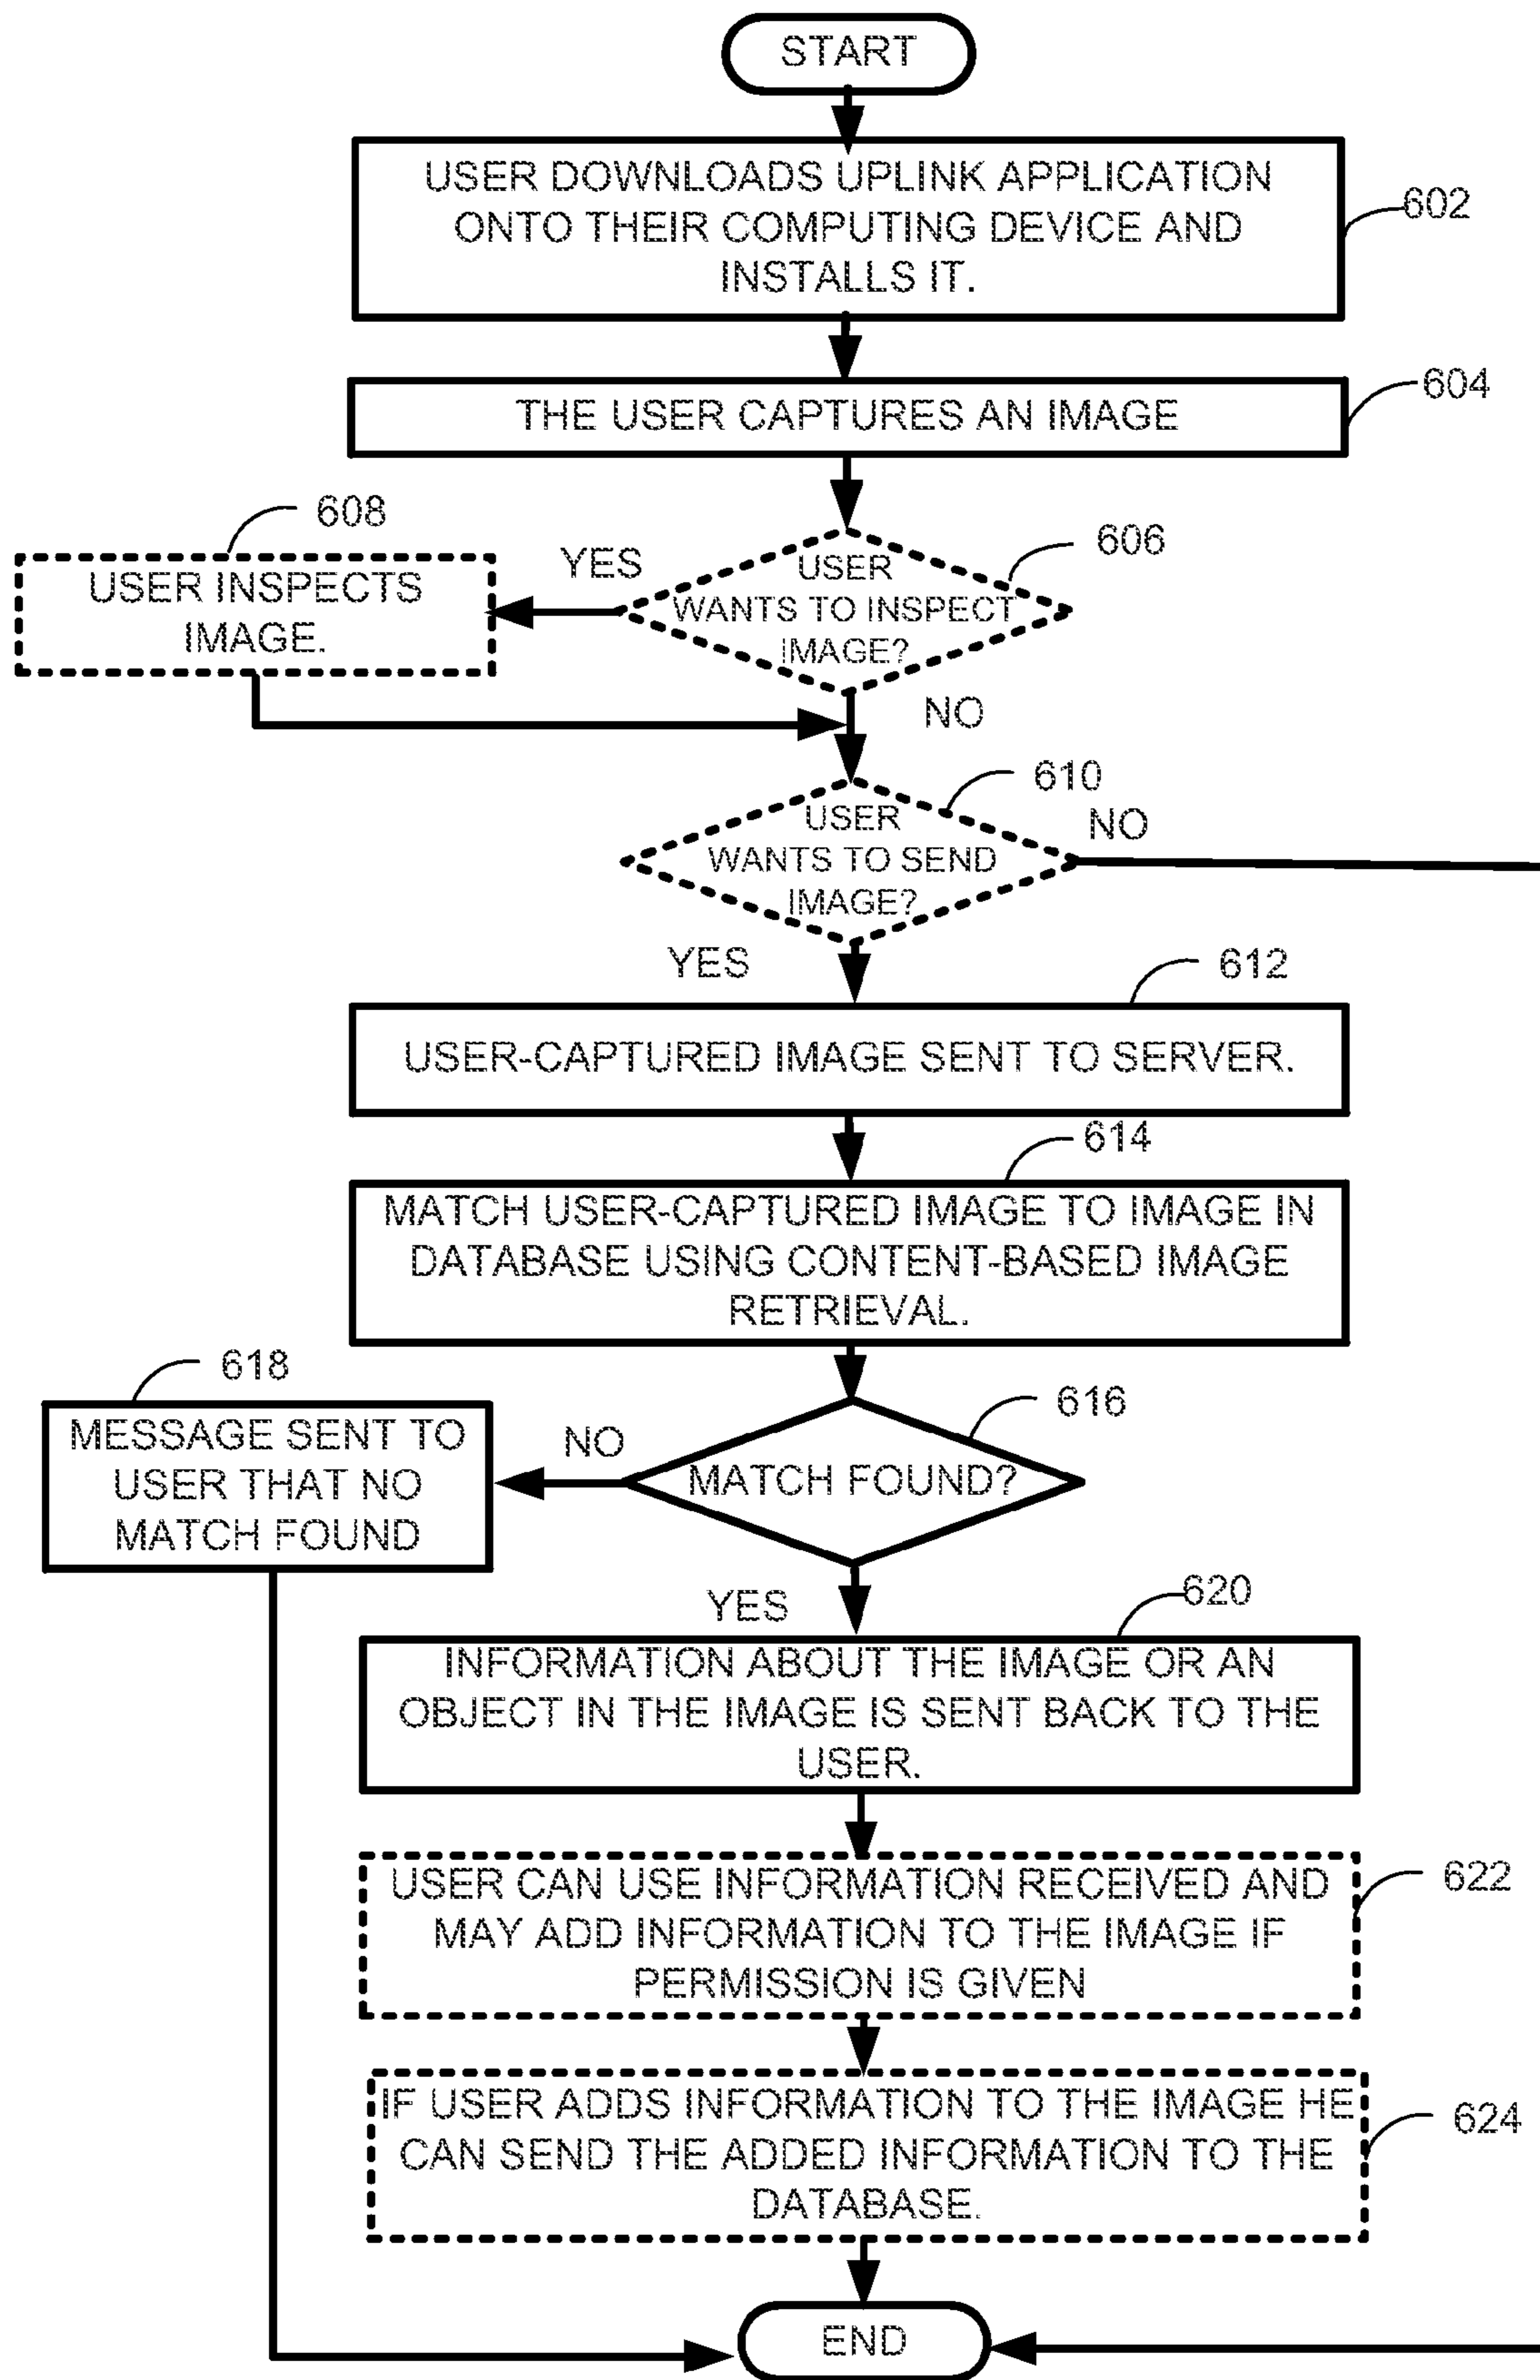 START
USER DOWNLOADS UPLINK APPLICATION
ONTO THEIR COMPUTING DEVICE AND
INSTALLS IT.
602
THE USER CAPTURES AN IMAGE
604
608
USER INSPECTS
IMAGE.
YES
USER
WANTS TO INSPECT
IMAGE?
606
NO
610
USER
WANTS TO SEND
IMAGE?
NO
YES
612
USER-CAPTURED IMAGE SENT TO SERVER.
614
MATCH USER-CAPTURED IMAGE TO IMAGE IN
DATABASE USING CONTENT-BASED IMAGE
RETRIEVAL.
618
MESSAGE SENT TO
USER THAT NO
MATCH FOUND
NO
616
MATCH FOUND?
YES
620
INFORMATION ABOUT THE IMAGE OR AN
OBJECT IN THE IMAGE IS SENT BACK TO THE
USER.
USER CAN USE INFORMATION RECEIVED AND
MAY ADD INFORMATION TO THE IMAGE IF
PERMISSION IS GIVEN
622
IF USER ADDS INFORMATION TO THE IMAGE HE
CAN SEND THE ADDED INFORMATION TO THE
DATABASE.
624
END